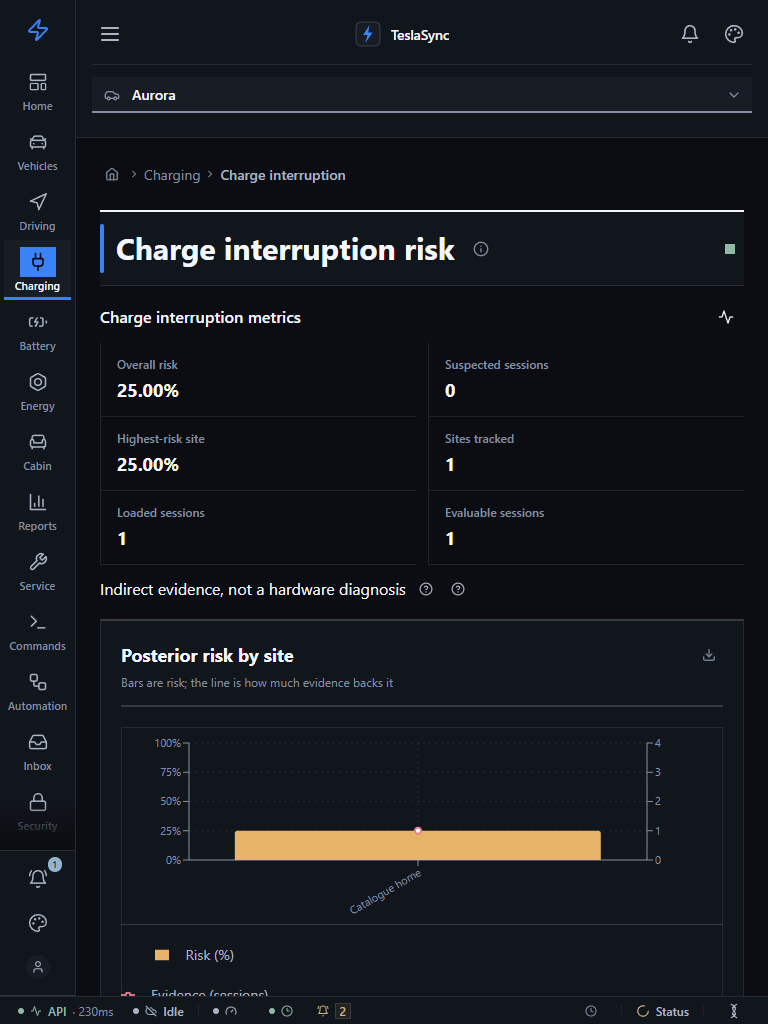 TeslaSync
Aurora
Home
Vehicles
Driving
Charging
Battery
Energy
Cabin
Reports
Service
Commands
Automation
Inbox
Security
1
Charging
Charge interruption
Charge interruption risk
Charge interruption metrics
Overall risk
25.00%
Suspected sessions
0
Highest-risk site
25.00%
Sites tracked
1
Loaded sessions
1
Evaluable sessions
1
Indirect evidence, not a hardware diagnosis
Posterior risk by site
Bars are risk; the line is how much evidence backs it
100%
75%
50%
25%
0%
4
3
2
1
0
Catalogue home
Risk (%)
Evidence (sessions)
API · 230ms
Idle
2
Status